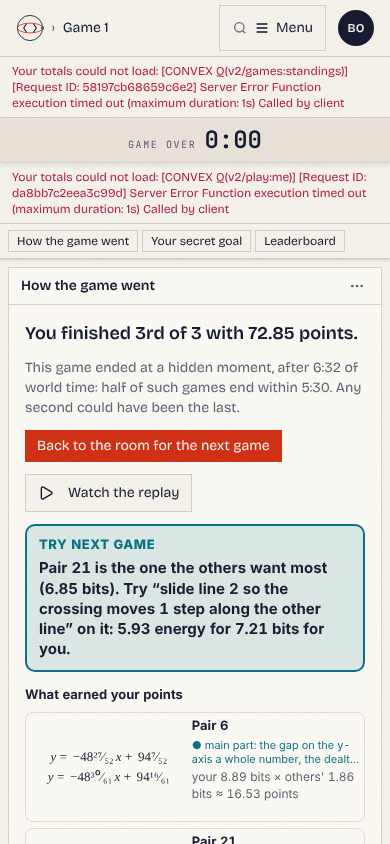 › Game 1
Menu
BO
Your totals could not load: [CONVEX Q(v2/games:standings)]
[Request ID: 58197cb68659c6e2] Server Error Function
execution timed out (maximum duration: 1s) Called by client
GAME OVER 0:00
Your totals could not load: [CONVEX Q(v2/play:me)] [Request ID:
da8bb7c2eea3c99d] Server Error Function execution timed out
(maximum duration: 1s) Called by client
How the game went
Your secret goal
Leaderboard
How the game went
You finished 3rd of 3 with 72.85 points.
This game ended at a hidden moment, after 6:32 of
world time: half of such games end within 5:30. Any
second could have been the last.
Back to the room for the next game
Watch the replay
TRY NEXT GAME
Pair 21 is the one the others want most
(6.85 bits). Try “slide line 2 so the
crossing moves 1 step along the other
line” on it: 5.93 energy for 7.21 bits for
you.
What earned your points
y = −48²⁷⁄₅₂ x + 94⁷⁄₅₂
y = −48³⁰⁄₆₁ x + 94¹⁶⁄₆₁
Pair 6
main part: the gap on the y-
axis a whole number, the dealt…
your 8.89 bits × others’ 1.86
bits ≈ 16.53 points
Pair 21